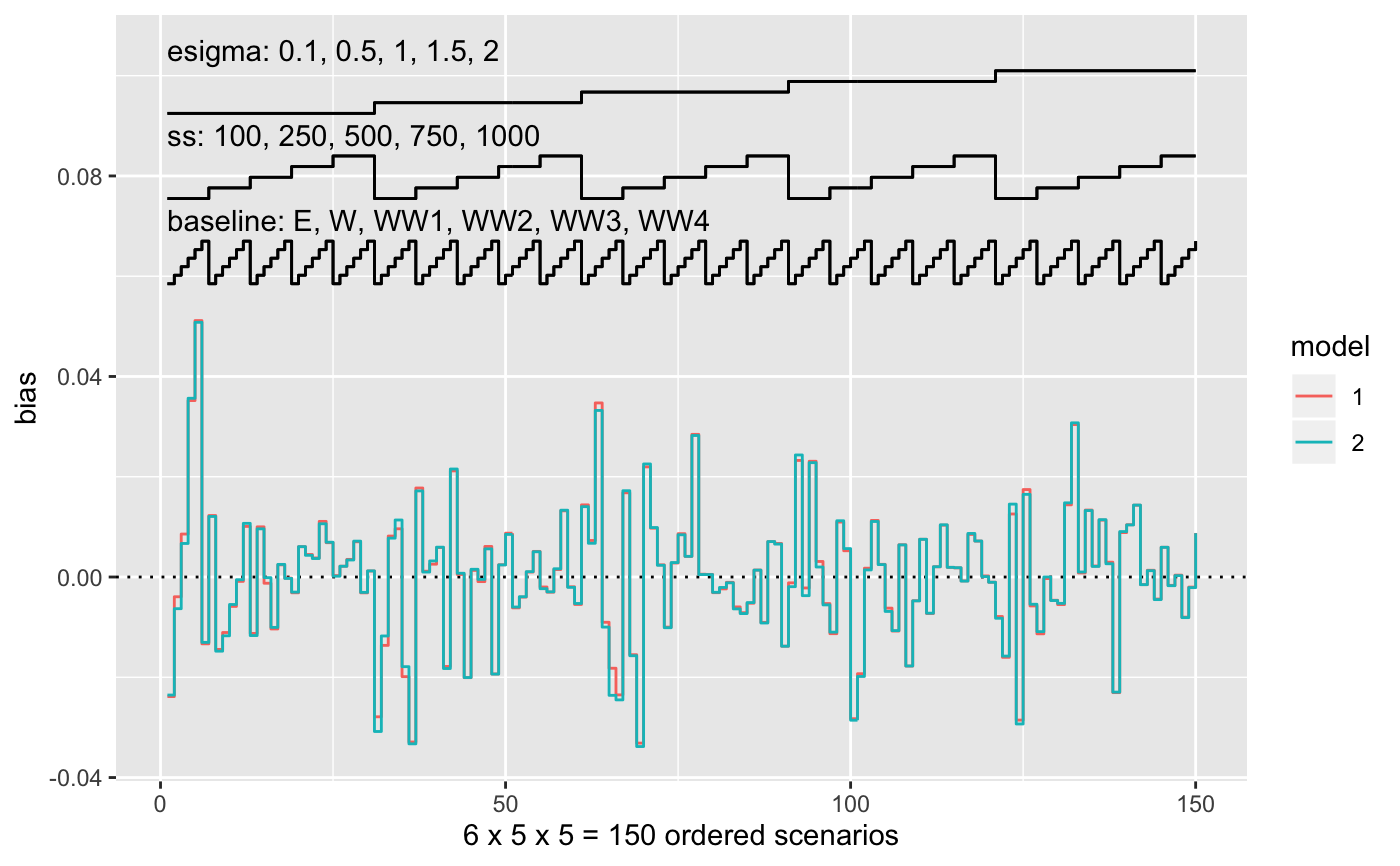 esigma: 0.1, 0.5, 1, 1.5, 2
ss: 100, 250, 500, 750, 1000
baseline: E, W, WW1, WW2, WW3, WW4
0.08
0.04
0.00
-0.04
bias
0
50
100
150
6 x 5 x 5 = 150 ordered scenarios
model
1
2